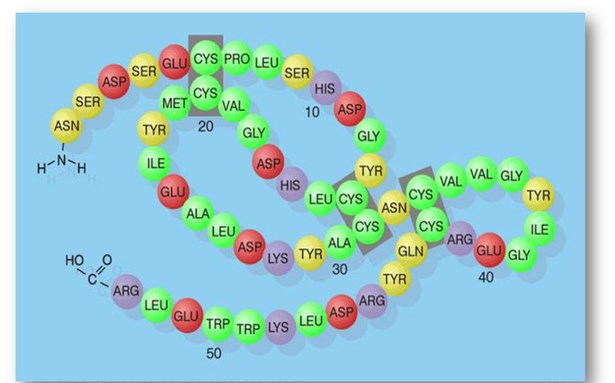 H
N
H
ASN
SER
ASP
SER
GLU
CYS
PRO
LEU
SER
HIS
10
ASP
GLY
TYR
CYS
LEU
HIS
ASP
GLY
VAL
CYS
20
MET
TYR
ILE
GLU
ALA
LEU
ASP
LYS
TYR
ALA
30
CYS
ASN
CYS
VAL
VAL
GLY
TYR
ILE
GLY
GLU
40
ARG
CYS
GLN
TYR
ARG
ASP
LEU
LYS
TRP
TRP
50
GLU
LEU
ARG
HO
O
C